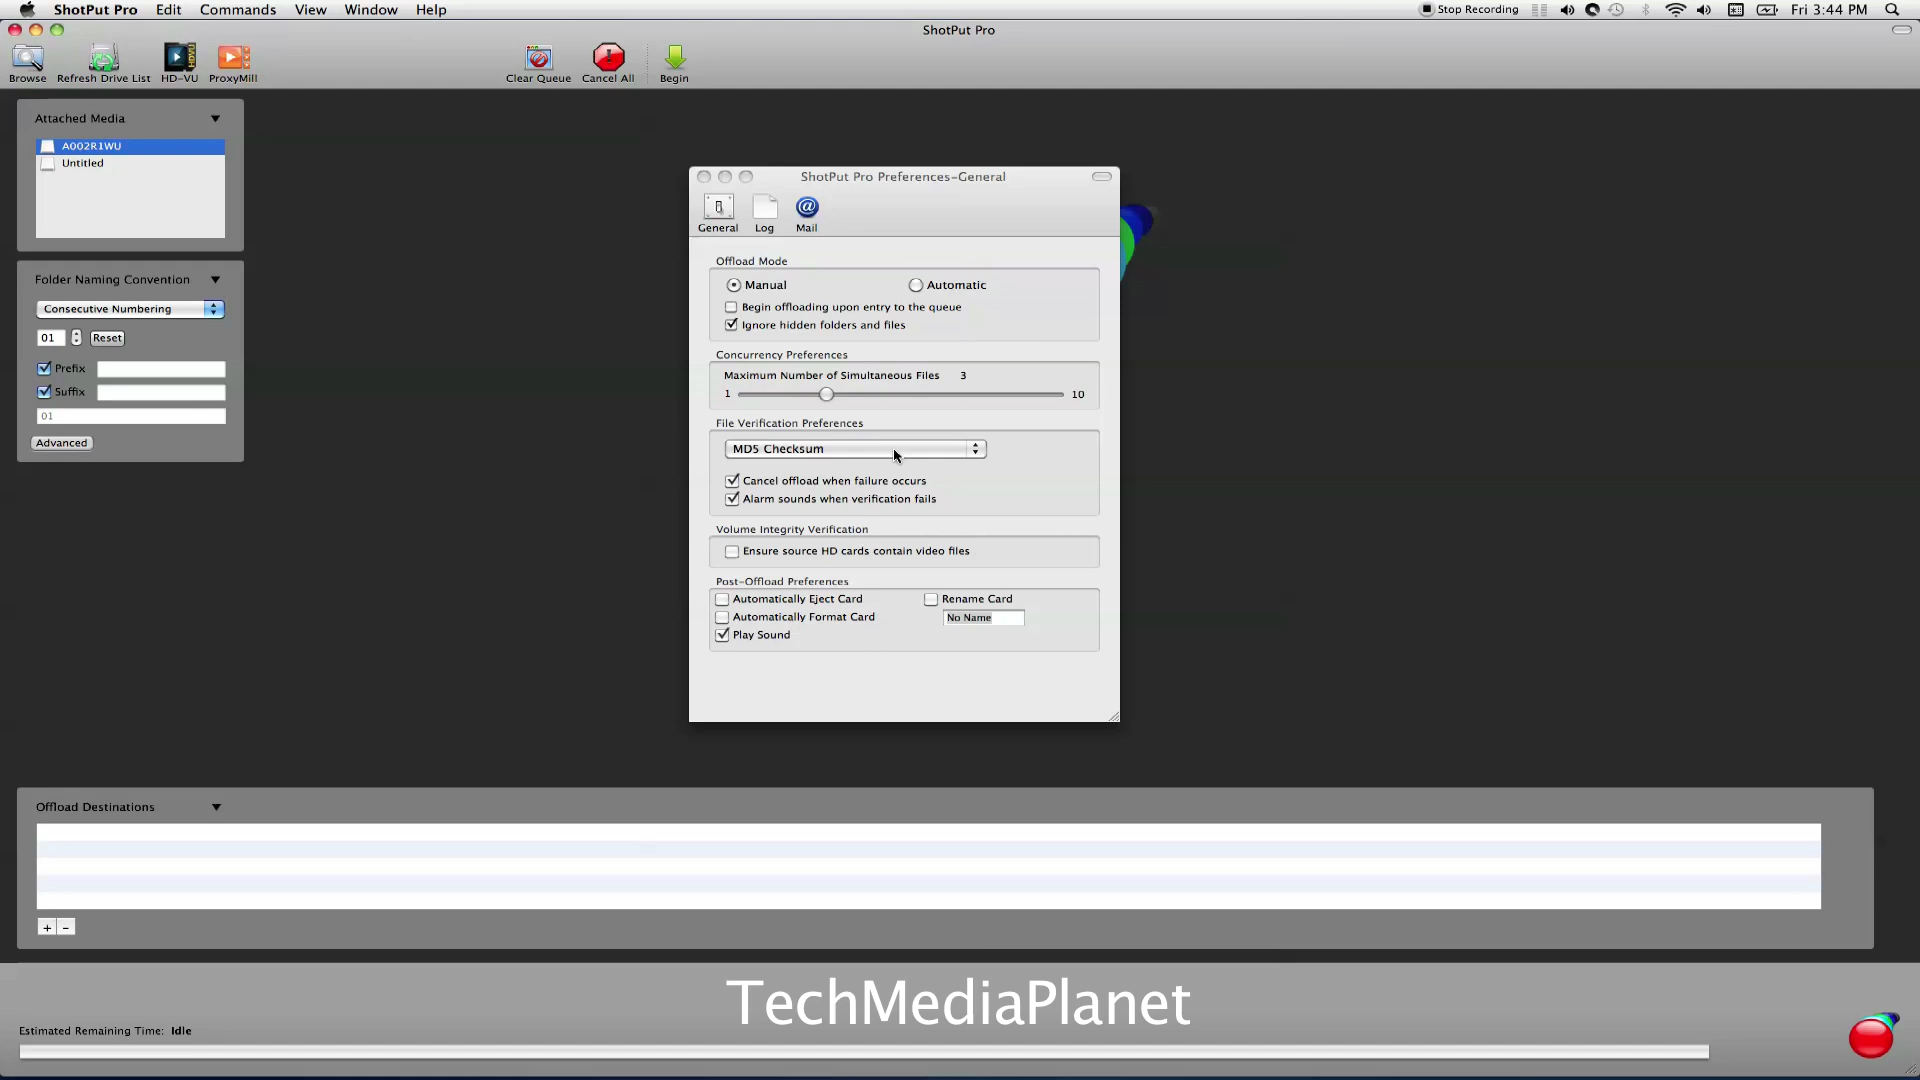 ShotPut Pro Edit Commands View Window Help Stop Recording Fri 3:44 PM
ShotPut Pro
Browse Refresh Drive List HD-VU ProxyMill Clear Queue Cancel All Begin
Attached Media
A002R1WU
Untitled
Folder Naming Convention
Consecutive Numbering
01 Reset
Prefix
Suffix
01
Advanced
ShotPut Pro Preferences-General
General Log Mail
Offload Mode
Manual Automatic
Begin offloading upon entry to the queue
Ignore hidden folders and files
Concurrency Preferences
Maximum Number of Simultaneous Files 3
1 10
File Verification Preferences
MD5 Checksum
Cancel offload when failure occurs
Alarm sounds when verification fails
Volume Integrity Verification
Ensure source HD cards contain video files
Post-Offload Preferences
Automatically Eject Card Rename Card
Automatically Format Card No Name
Play Sound
Offload Destinations
+ -
TechMediaPlanet
Estimated Remaining Time: Idle